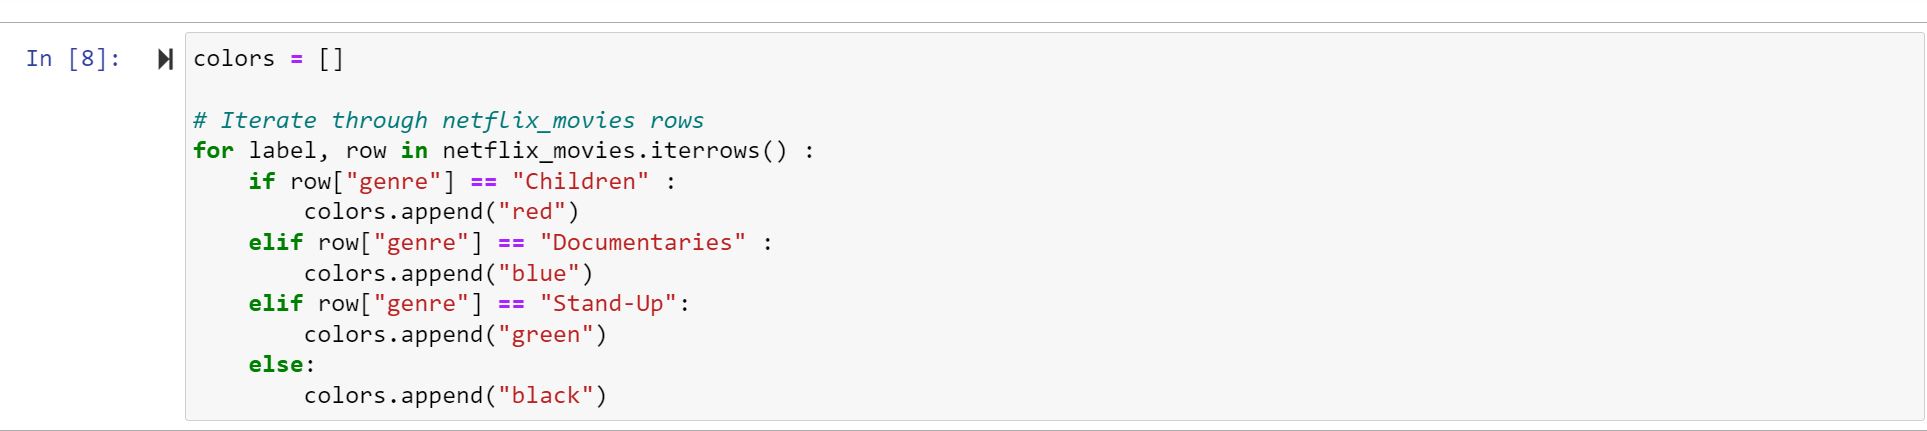 In [8]:
colors = []
# Iterate through netflix_movies rows
for label, row in netflix_movies.iterrows() :
    if row["genre"] == "Children" :
        colors.append("red")
    elif row["genre"] == "Documentaries" :
        colors.append("blue")
    elif row["genre"] == "Stand-Up":
        colors.append("green")
    else:
        colors.append("black")